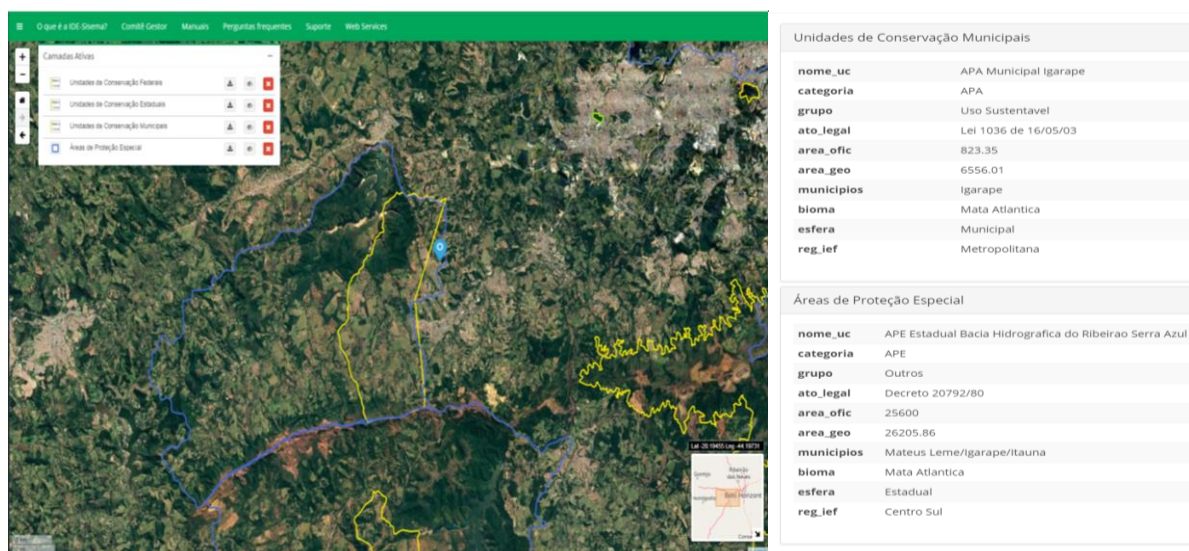 O que é a IDE-Sisema? Comitê Gestor Manuais Perguntas frequentes Suporte Web Services
Camadas Ativas
Unidades de Conservação Federais
Unidades de Conservação Estaduais
Unidades de Conservação Municipais
Áreas de Proteção Especial
Unidades de Conservação Municipais
nome_uc APA Municipal Igarape
categoria APA
grupo Uso Sustentavel
ato_legal Lei 1036 de 16/05/03
area_ofic 823.35
area_geo 6556.01
municipios Igarape
bioma Mata Atlantica
esfera Municipal
reg_ief Metropolitana
Áreas de Proteção Especial
nome_uc APE Estadual Bacia Hidrografica do Ribeirao Serra Azul
categoria APE
grupo Outros
ato_legal Decreto 20792/80
area_ofic 25600
area_geo 26205.86
municipios Mateus Leme/Igarape/Itauna
bioma Mata Atlantica
esfera Estadual
reg_ief Centro Sul